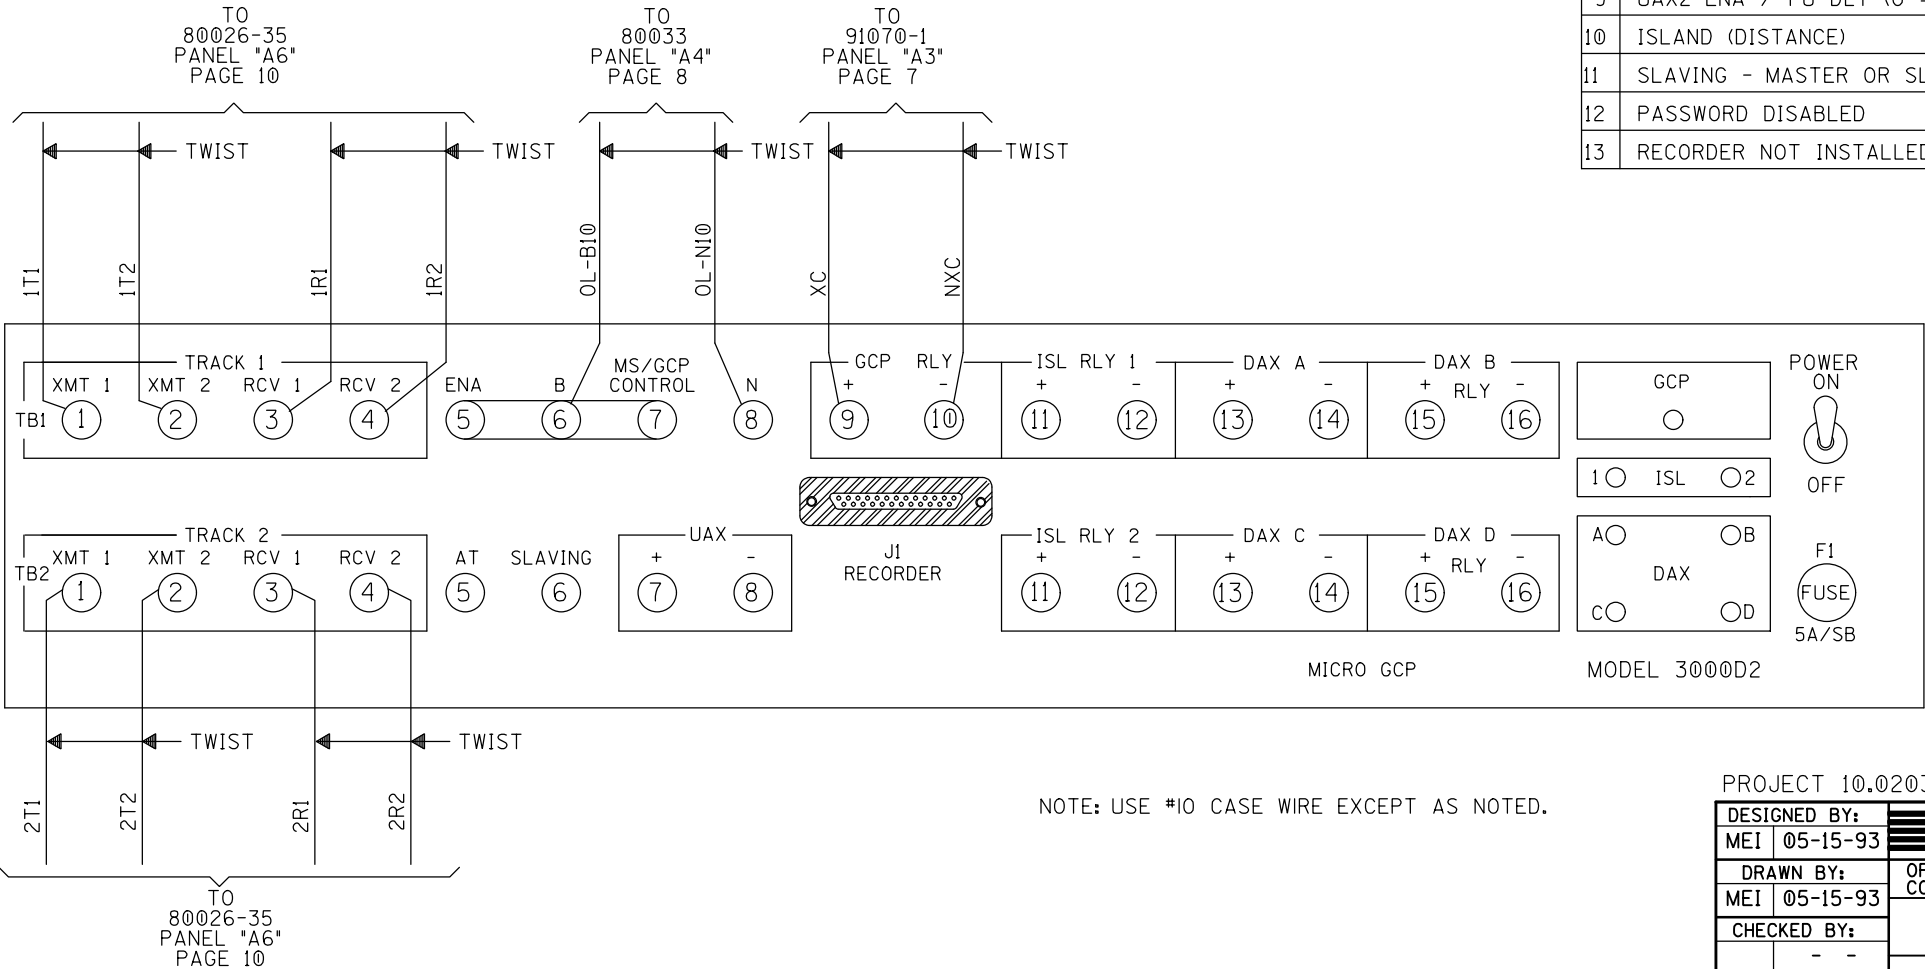 TO
80026-35
PANEL "A6"
PAGE 10
TO
80033
PANEL "A4"
PAGE 8
TO
91070-1
PANEL "A3"
PAGE 7
10 ISLAND (DISTANCE)
11 SLAVING - MASTER OR
12 PASSWORD DISABLED
13 RECORDER NOT INSTALLED
TWIST
TWIST
TWIST
TWIST
1T1
1T2
1R1
1R2
OL-B10
OL-N10
XC
NXC
TRACK 1
XMT 1 XMT 2 RCV 1 RCV 2
ENA B MS/GCP CONTROL N
GCP RLY
+ -
ISL RLY 1
+ -
DAX A
+ -
DAX B
+ RLY -
TB1 1 2 3 4 5 6 7 8 9 10 11 12 13 14 15 16
GCP
POWER
ON
OFF
1 ISL 2
TRACK 2
XMT 1 XMT 2 RCV 1 RCV 2
AT SLAVING
UAX
+ -
J1
RECORDER
ISL RLY 2
+ -
DAX C
+ -
DAX D
+ RLY -
TB2 1 2 3 4 5 6 7 8 11 12 13 14 15 16
A B
DAX
C D
F1
FUSE
5A/SB
MICRO GCP
MODEL 3000D2
TWIST
TWIST
2T1
2T2
2R1
2R2
TO
80026-35
PANEL "A6"
PAGE 10
NOTE: USE #10 CASE WIRE EXCEPT AS NOTED.
PROJECT 10.0203
DESIGNED BY:
MEI 05-15-93
DRAWN BY:
MEI 05-15-93
CHECKED BY:
- -